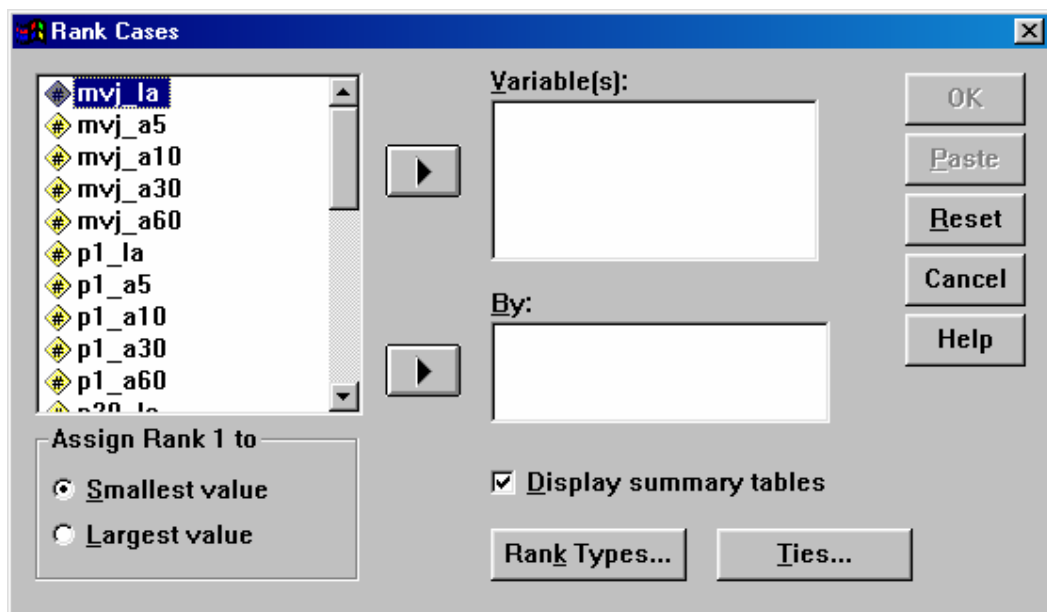 Rank Cases
mvj_la
mvj_a5
mvj_a10
mvj_a30
mvj_a60
p1_la
p1_a5
p1_a10
p1_a30
p1_a60
Assign Rank 1 to
Smallest value
Largest value
Variable(s):
By:
Display summary tables
Rank Types...
Ties...
OK
Paste
Reset
Cancel
Help